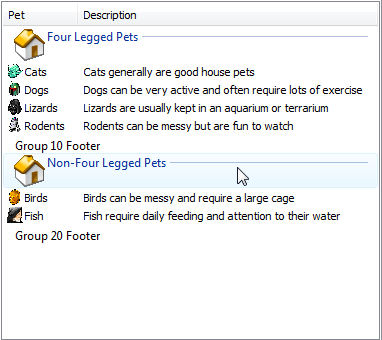 Pet Description
Four Legged Pets
Cats Cats generally are good house pets
Dogs Dogs can be very active and often require lots of exercise
Lizards Lizards are usually kept in an aquarium or terrarium
Rodents Rodents can be messy but are fun to watch
Group 10 Footer
Non-Four Legged Pets
Birds Birds can be messy and require a large cage
Fish Fish require daily feeding and attention to their water
Group 20 Footer